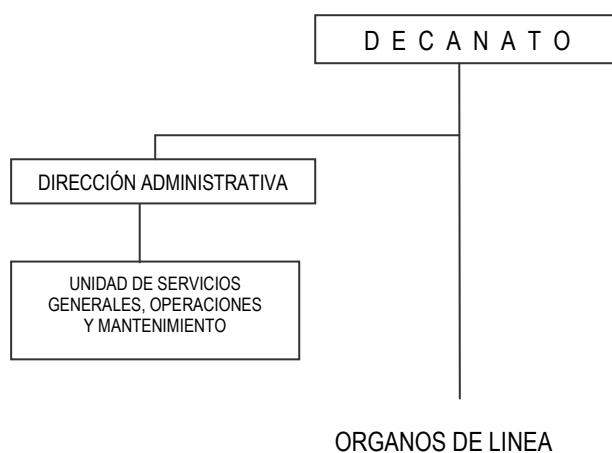 D E C A N A T O
DIRECCIÓN ADMINISTRATIVA
UNIDAD DE SERVICIOS
GENERALES, OPERACIONES
Y MANTENIMIENTO
ORGANOS DE LINEA